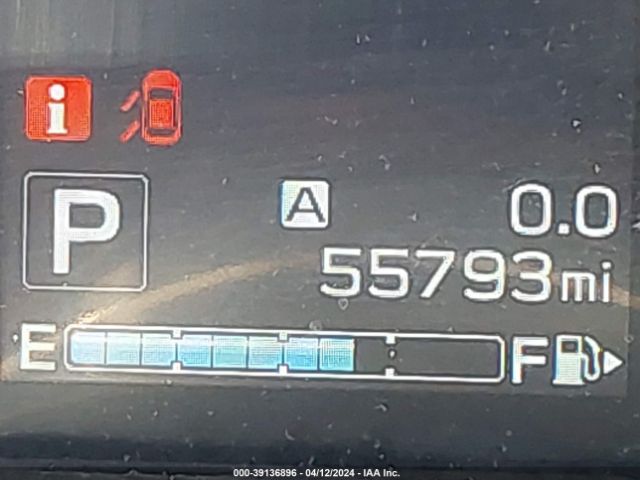 i
P A 0.0
55793mi
E F
000-39136896 - 04/12/2024 - IAA Inc.